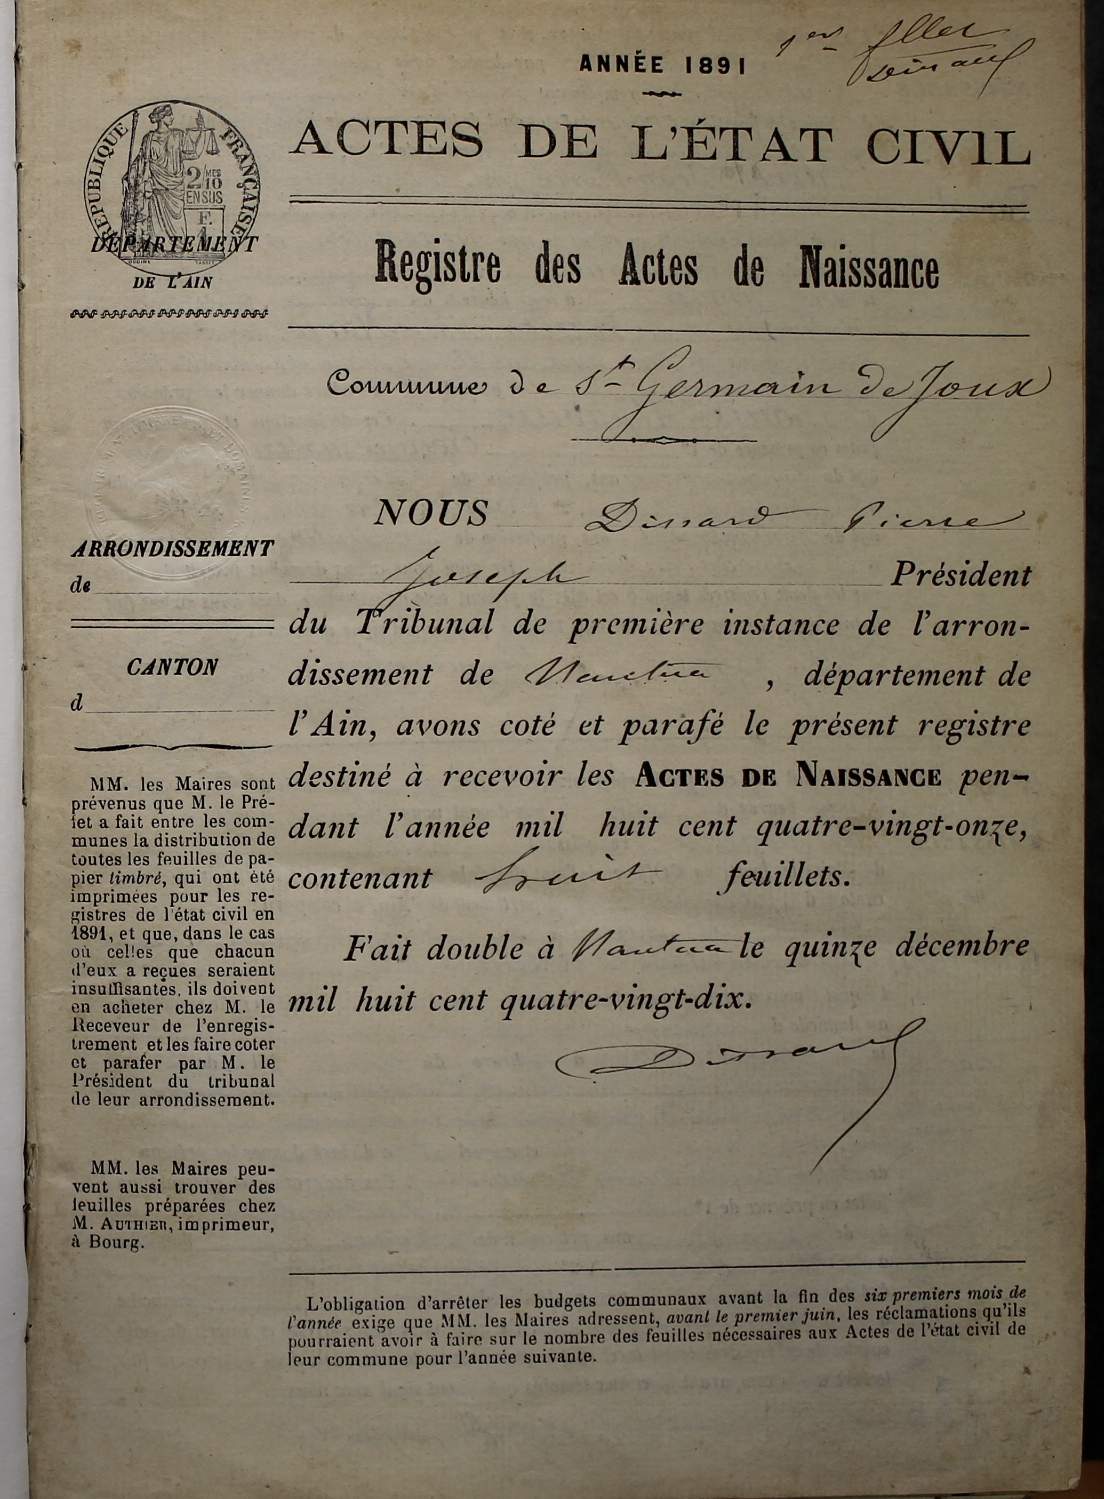 ANNÉE 1891
1er
ACTES DE L'ÉTAT CIVIL
RÉPUBLIQUE FRANÇAISE
2/10 MES
EN SUS
F.
DÉPARTEMENT
DE L'AIN
Registre des Actes de Naissance
Commune de St Germain de Joux
NOUS Dissard Pierre
Joseph Président
du Tribunal de première instance de l'arron-
dissement de Nantua, département de
l'Ain, avons coté et parafé le présent registre
destiné à recevoir les ACTES DE NAISSANCE pen-
dant l'année mil huit cent quatre-vingt-onze,
contenant huit feuillets.
Fait double à Nantua le quinze décembre
mil huit cent quatre-vingt-dix.
Dissard
ARRONDISSEMENT
de
CANTON
d
MM. les Maires sont
prévenus que M. le Pré-
fet a fait entre les com-
munes la distribution de
toutes les feuilles de pa-
pier timbré, qui ont été
imprimées pour les re-
gistres de l'état civil en
1891, et que, dans le cas
où celles que chacun
d'eux a reçues seraient
insuffisantes, ils doivent
en acheter chez M. le
Receveur de l'enregis-
trement et les faire coter
et parafer par M. le
Président du tribunal
de leur arrondissement.
MM. les Maires peu-
vent aussi trouver des
feuilles préparées chez
M. AUTHIER, imprimeur,
à Bourg.
L'obligation d'arrêter les budgets communaux avant la fin des six premiers mois de
l'année exige que MM. les Maires adressent, avant le premier juin, les réclamations qu'ils
pourraient avoir à faire sur le nombre des feuilles nécessaires aux Actes de l'état civil de
leur commune pour l'année suivante.